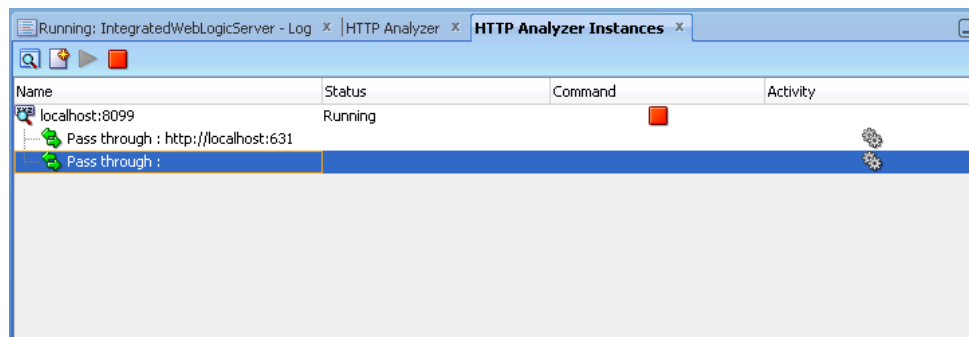 Running: IntegratedWebLogicServer - Log x HTTP Analyzer x HTTP Analyzer Instances x
Name Status Command Activity
localhost:8099 Running
Pass through : http://localhost:631
Pass through :